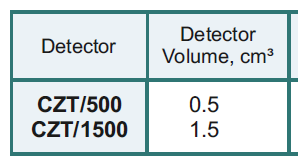 Detector
Detector
Volume, cm³
CZT/500 0.5
CZT/1500 1.5